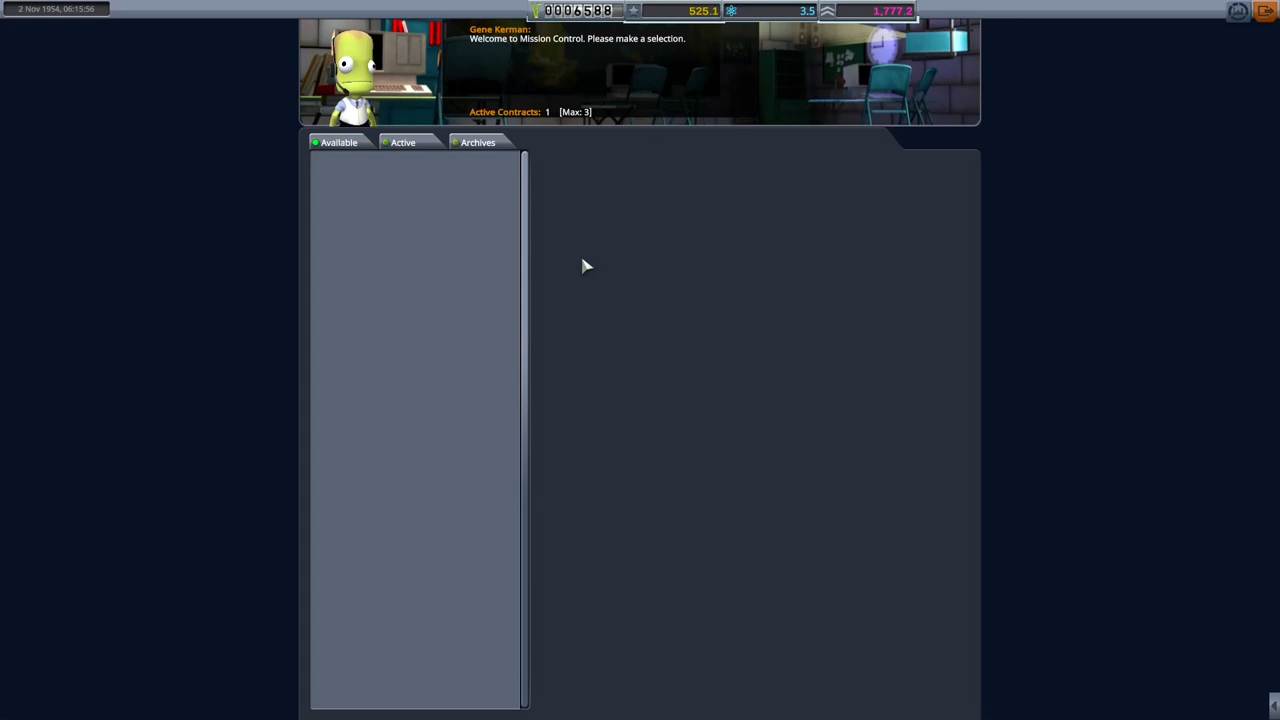 2 Nov 1954, 06:15:56
0006588
525.1
3.5
1,777.2
Gene Kerman:
Welcome to Mission Control. Please make a selection.
Active Contracts: 1 [Max: 3]
Available
Active
Archives